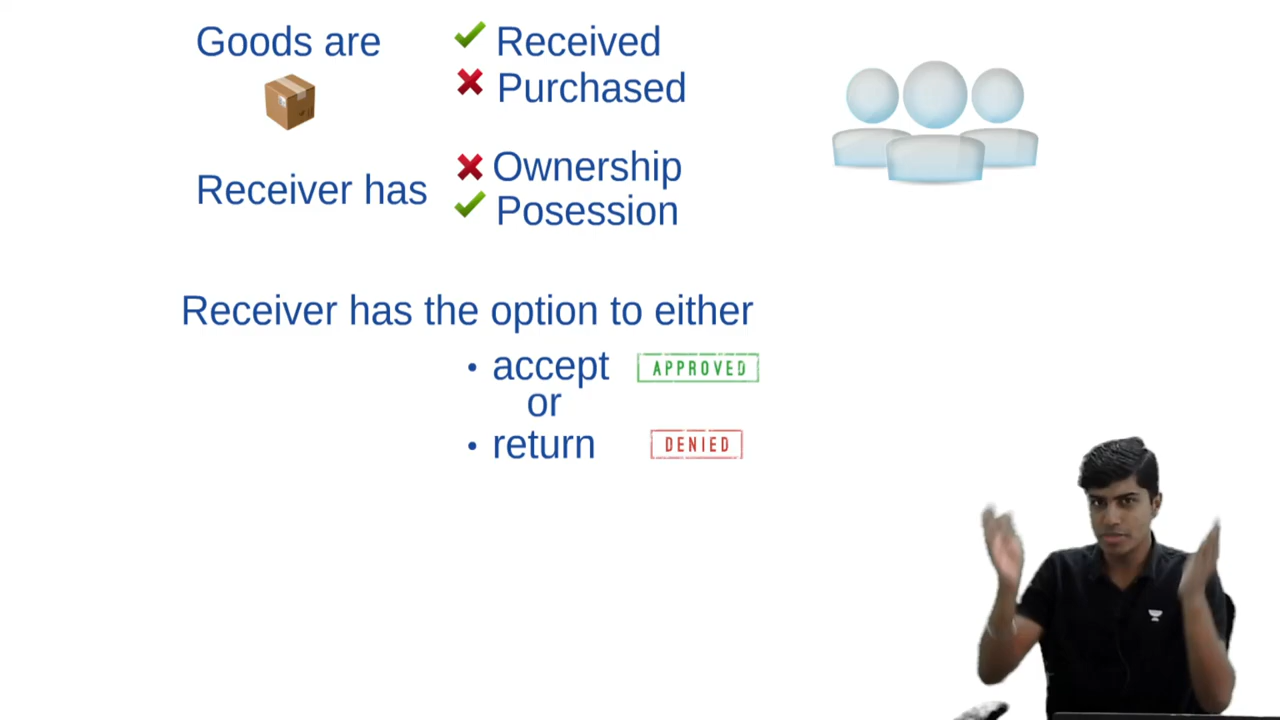 Goods are
Received
Purchased
Receiver has
Ownership
Posession
Receiver has the option to either
• accept
APPROVED
or
• return
DENIED